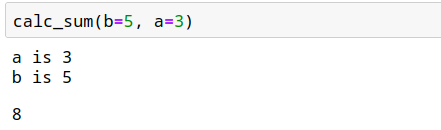 calc_sum(b=5, a=3)
a is 3
b is 5
8